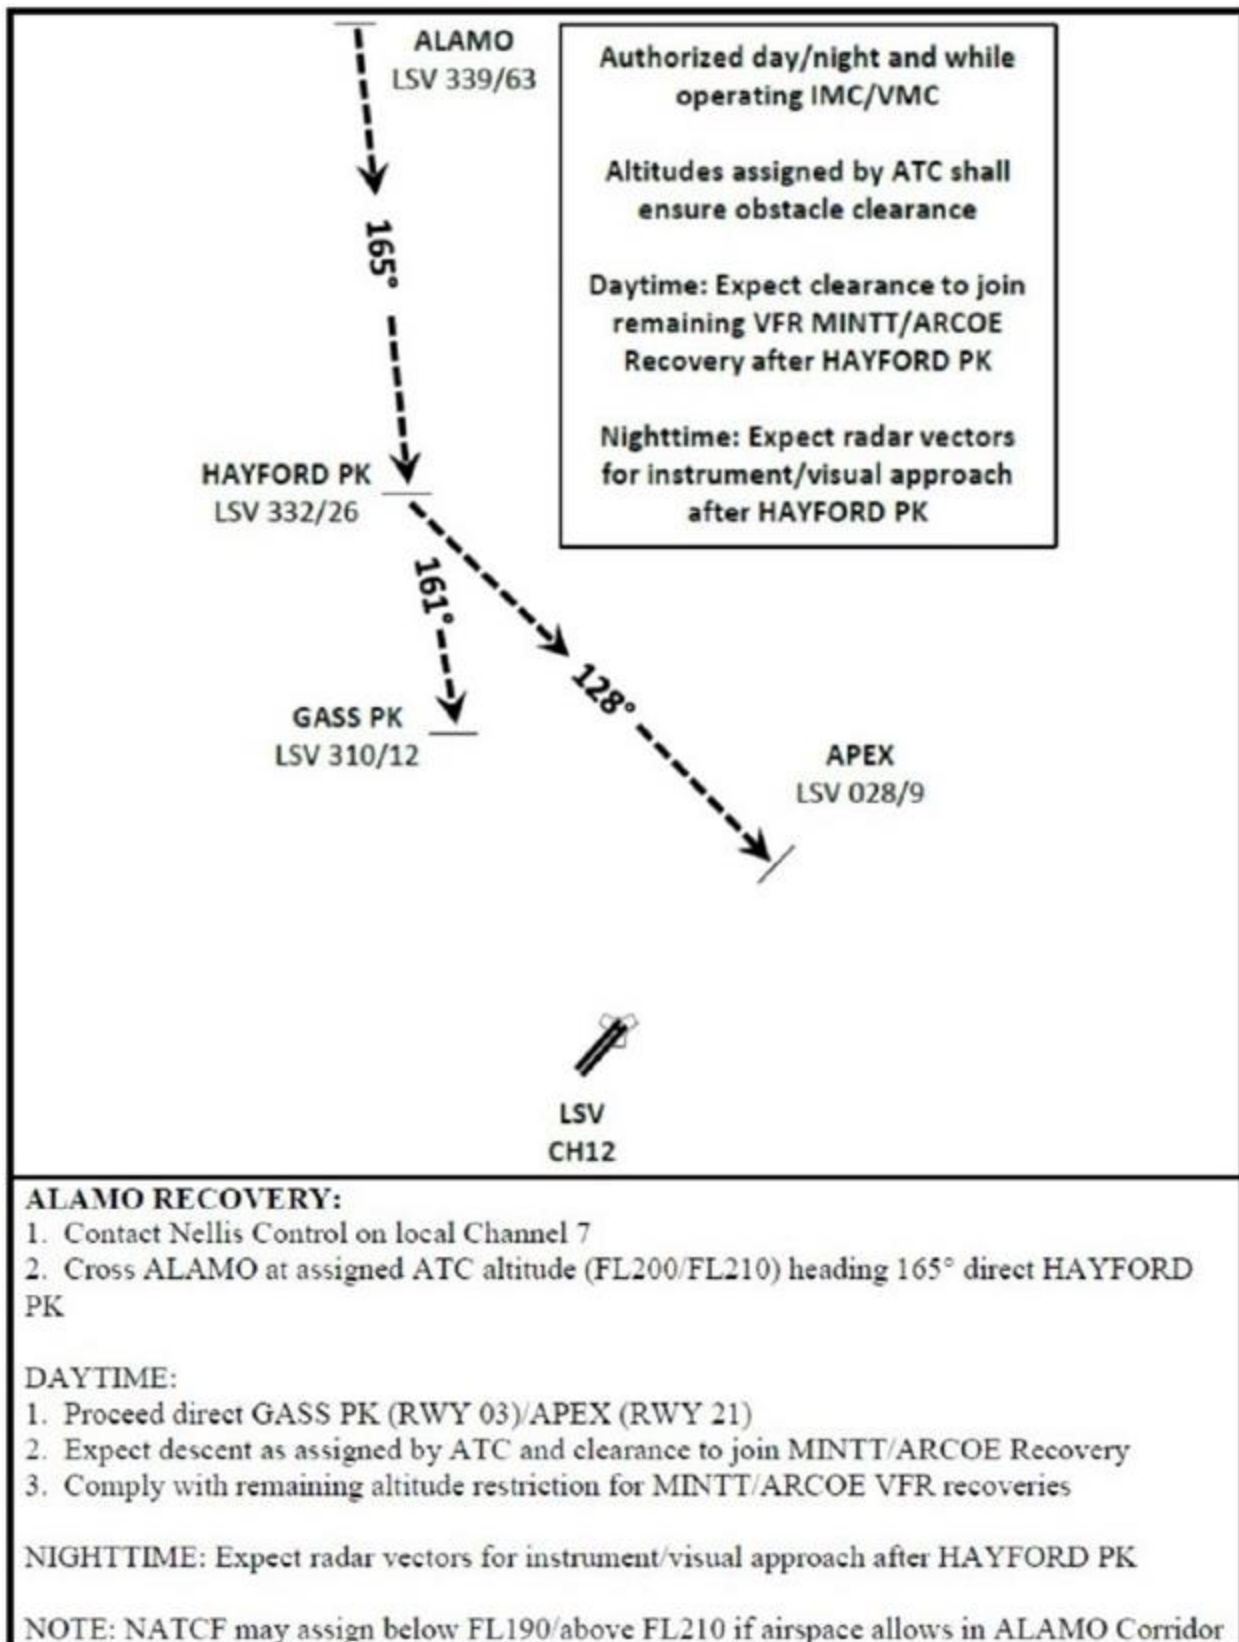 ALAMO
LSV 339/63
Authorized day/night and while
operating IMC/VMC
Altitudes assigned by ATC shall
ensure obstacle clearance
Daytime: Expect clearance to join
remaining VFR MINTT/ARCOE
Recovery after HAYFORD PK
Nighttime: Expect radar vectors
for instrument/visual approach
after HAYFORD PK
165°
HAYFORD PK
LSV 332/26
161°
128°
GASS PK
LSV 310/12
APEX
LSV 028/9
LSV
CH12
ALAMO RECOVERY:
1. Contact Nellis Control on local Channel 7
2. Cross ALAMO at assigned ATC altitude (FL200/FL210) heading 165° direct HAYFORD
PK
DAYTIME:
1. Proceed direct GASS PK (RWY 03)/APEX (RWY 21)
2. Expect descent as assigned by ATC and clearance to join MINTT/ARCOE Recovery
3. Comply with remaining altitude restriction for MINTT/ARCOE VFR recoveries
NIGHTTIME: Expect radar vectors for instrument/visual approach after HAYFORD PK
NOTE: NATCF may assign below FL190/above FL210 if airspace allows in ALAMO Corridor